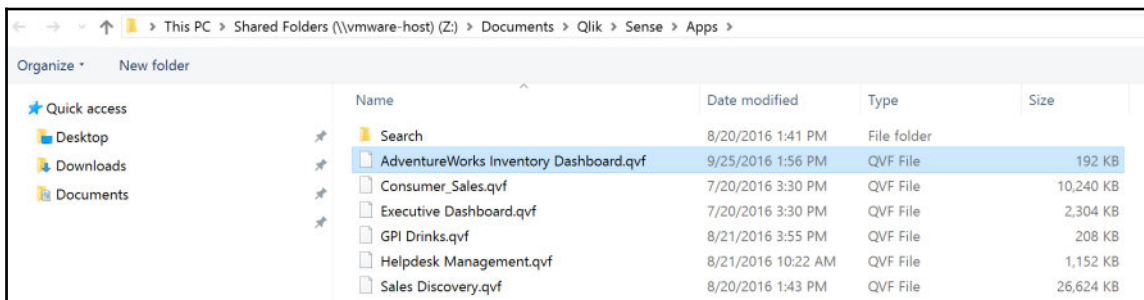 This PC > Shared Folders (\\vmware-host) (Z:) > Documents > Qlik > Sense > Apps >
Organize New folder
Name Date modified Type Size
Quick access
Desktop
Downloads
Documents
Search 8/20/2016 1:41 PM File folder
AdventureWorks Inventory Dashboard.qvf 9/25/2016 1:56 PM QVF File 192 KB
Consumer_Sales.qvf 7/20/2016 3:30 PM QVF File 10,240 KB
Executive Dashboard.qvf 7/20/2016 3:30 PM QVF File 2,304 KB
GPI Drinks.qvf 8/21/2016 3:55 PM QVF File 208 KB
Helpdesk Management.qvf 8/21/2016 10:22 AM QVF File 1,152 KB
Sales Discovery.qvf 8/20/2016 1:43 PM QVF File 26,624 KB